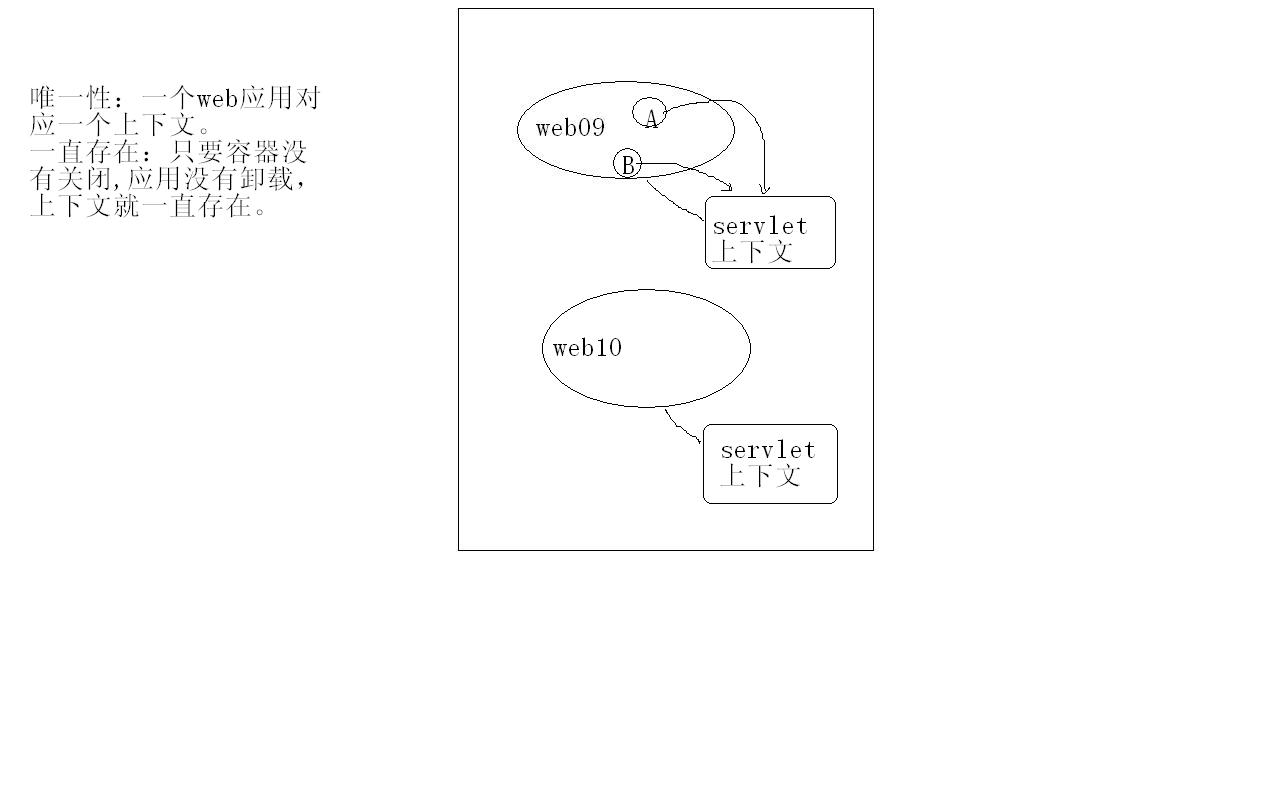 唯一性：一个web应用对
应一个上下文。
一直存在：只要容器没
有关闭,应用没有卸载，
上下文就一直存在。
web09
A
B
servlet
上下文
web10
servlet
上下文